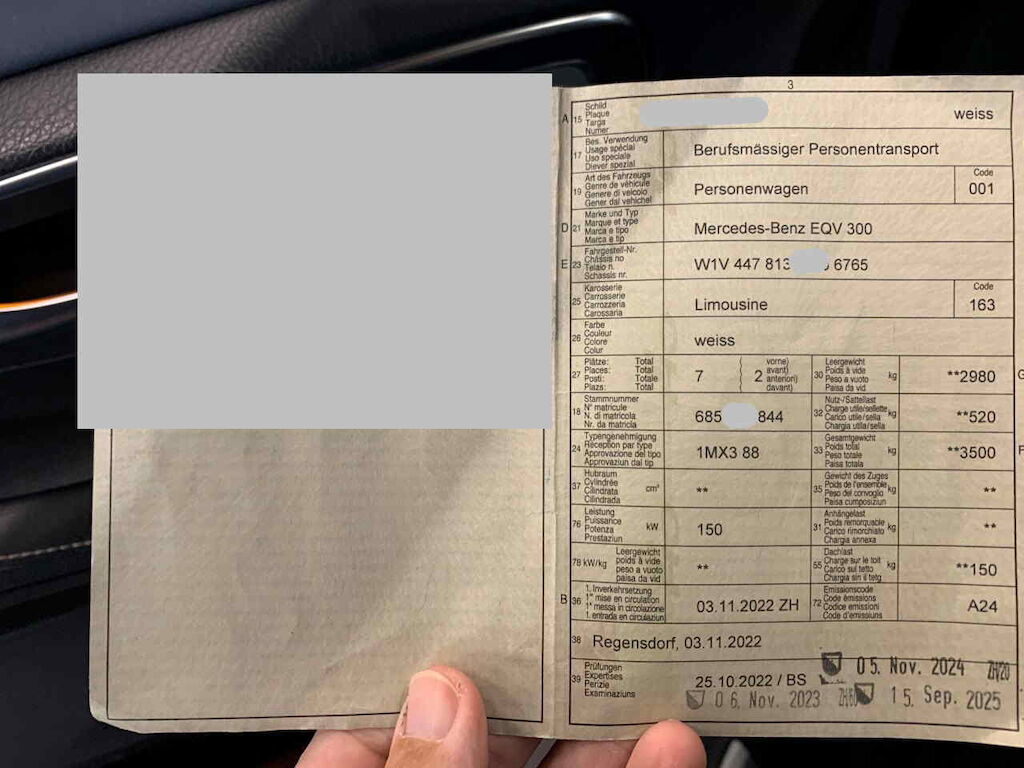 3
A 15 Schild
Plaque
Targa
Numer
weiss
17 Bes. Verwendung
Usage spécial
Uso speciale
Diever spezial
Berufsmässiger Personentransport
19 Art des Fahrzeugs
Genre de véhicule
Genere di veicolo
Gener dal vehichel
Personenwagen
Code
001
D 21 Marke und Typ
Marque et type
Marca e tipo
Marca e tip
Mercedes-Benz EQV 300
E 23 Fahrgestell-Nr.
Châssis no
Telaio n.
Schassis nr.
W1V 447 813 6765
25 Karosserie
Carrosserie
Carrozzeria
Carossaria
Limousine
Code
163
26 Farbe
Couleur
Colore
Colur
weiss
27 Plätze: Total
Places: Total
Posti: Totale
Plazs: Total
7
2
vorne)
avant)
anteriori)
davant)
30 Leergewicht
Poids à vide
Peso a vuoto
Paisa da vid
kg
**2980
G
18 Stammnummer
N° matricule
N. di matricola
Nr. da matricla
685 844
32 Nutz-/Sattellast
Charge utile/sellette
Carico utile/sella
Chargia utila/sella
kg
**520
24 Typengenehmigung
Réception par type
Approvazione del tipo
Approvaziun dal tip
1MX3 88
33 Gesamtgewicht
Poids total
Peso totale
Paisa totala
kg
**3500
F
37 Hubraum
Cylindrée
Cilindrata
Cilindrada
cm³
**
35 Gewicht des Zuges
Poids de l'ensemble
Peso del convoglio
Paisa cumposiziun
kg
**
76 Leistung
Puissance
Potenza
Prestaziun
kW
150
31 Anhängelast
Poids remorquable
Carico rimorchiato
Chargia annexa
kg
**
78 kW/kg Leergewicht
poids à vide
peso a vuoto
paisa da vid
**
55 Dachlast
Charge sur le toit
Carico sul tetto
Chargia sin il tetg
kg
**150
B 36 1. Inverkehrsetzung
1re mise en circulation
1a messa in circolazione
1. entrada en circulaziun
03.11.2022 ZH
72 Emissionscode
Code émissions
Codice emissioni
Code d'emissiuns
A24
38 Regensdorf, 03.11.2022
39 Prüfungen
Expertises
Perizie
Examinaziuns
25.10.2022 / BS
05. Nov. 2024 ZH20
06. Nov. 2023
15. Sep. 2025